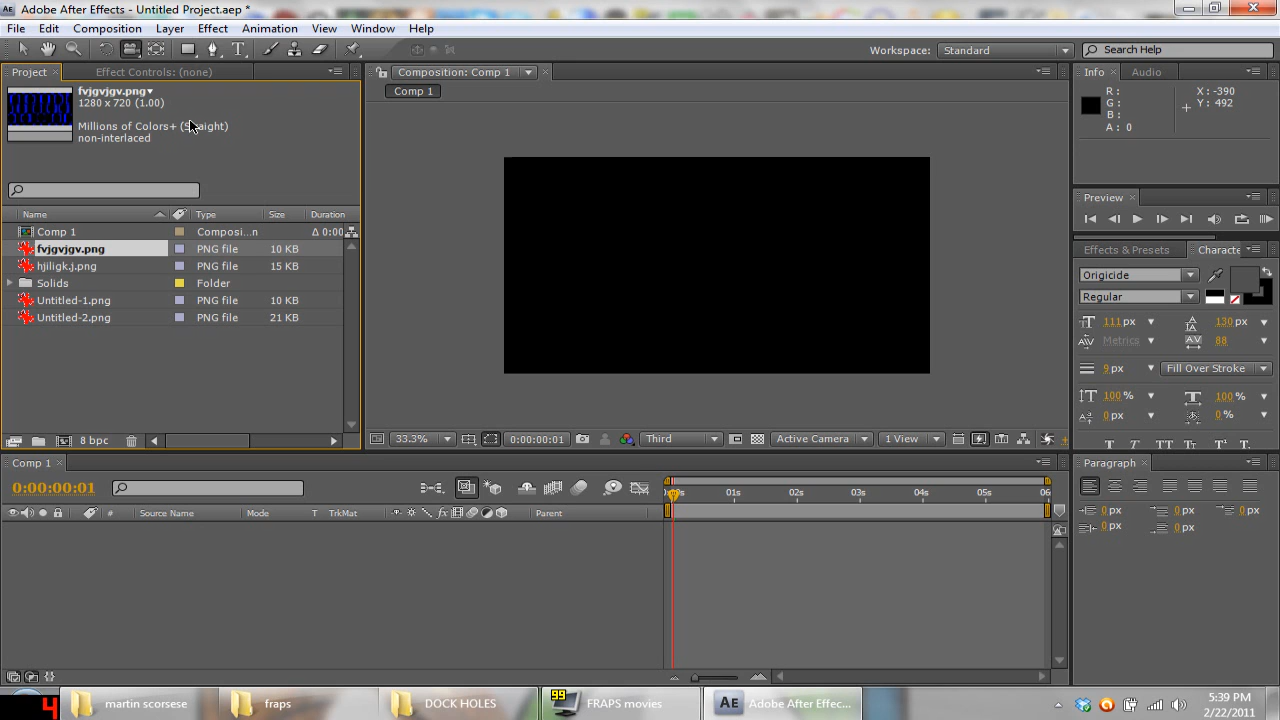 Adobe After Effects - Untitled Project.aep *
File Edit Composition Layer Effect Animation View Window Help
Workspace: Standard Search Help
Project Effect Controls: (none) Composition: Comp 1 Info Audio
fvjgvjgv.png
1280 x 720 (1.00)
Millions of Colors+ (Straight)
non-interlaced
Comp 1
R :
G :
B :
A : 0
X : -390
Y : 492
Preview
Name Type Size Duration
Comp 1 Composi...n Δ 0:00
fvjgvjgv.png PNG file 10 KB
hjiligk.j.png PNG file 15 KB
Solids Folder
Untitled-1.png PNG file 10 KB
Untitled-2.png PNG file 21 KB
Effects & Presets Characte
Origicide
Regular
111 px 130 px
Metrics 88
9 px Fill Over Stroke
100 % 100 %
0 px 0 %
T T TT Tr T
8 bpc
33.3% 0:00:00:01 Third Active Camera 1 View
Comp 1
0:00:00:01
01s 02s 03s 04s 05s 06
# Source Name Mode T TrkMat Parent
Paragraph
0 px 0 px 0 px
0 px 0 px
4 martin scorsese fraps DOCK HOLES 99 FRAPS movies AE Adobe After Effec...
5:39 PM
2/22/2011